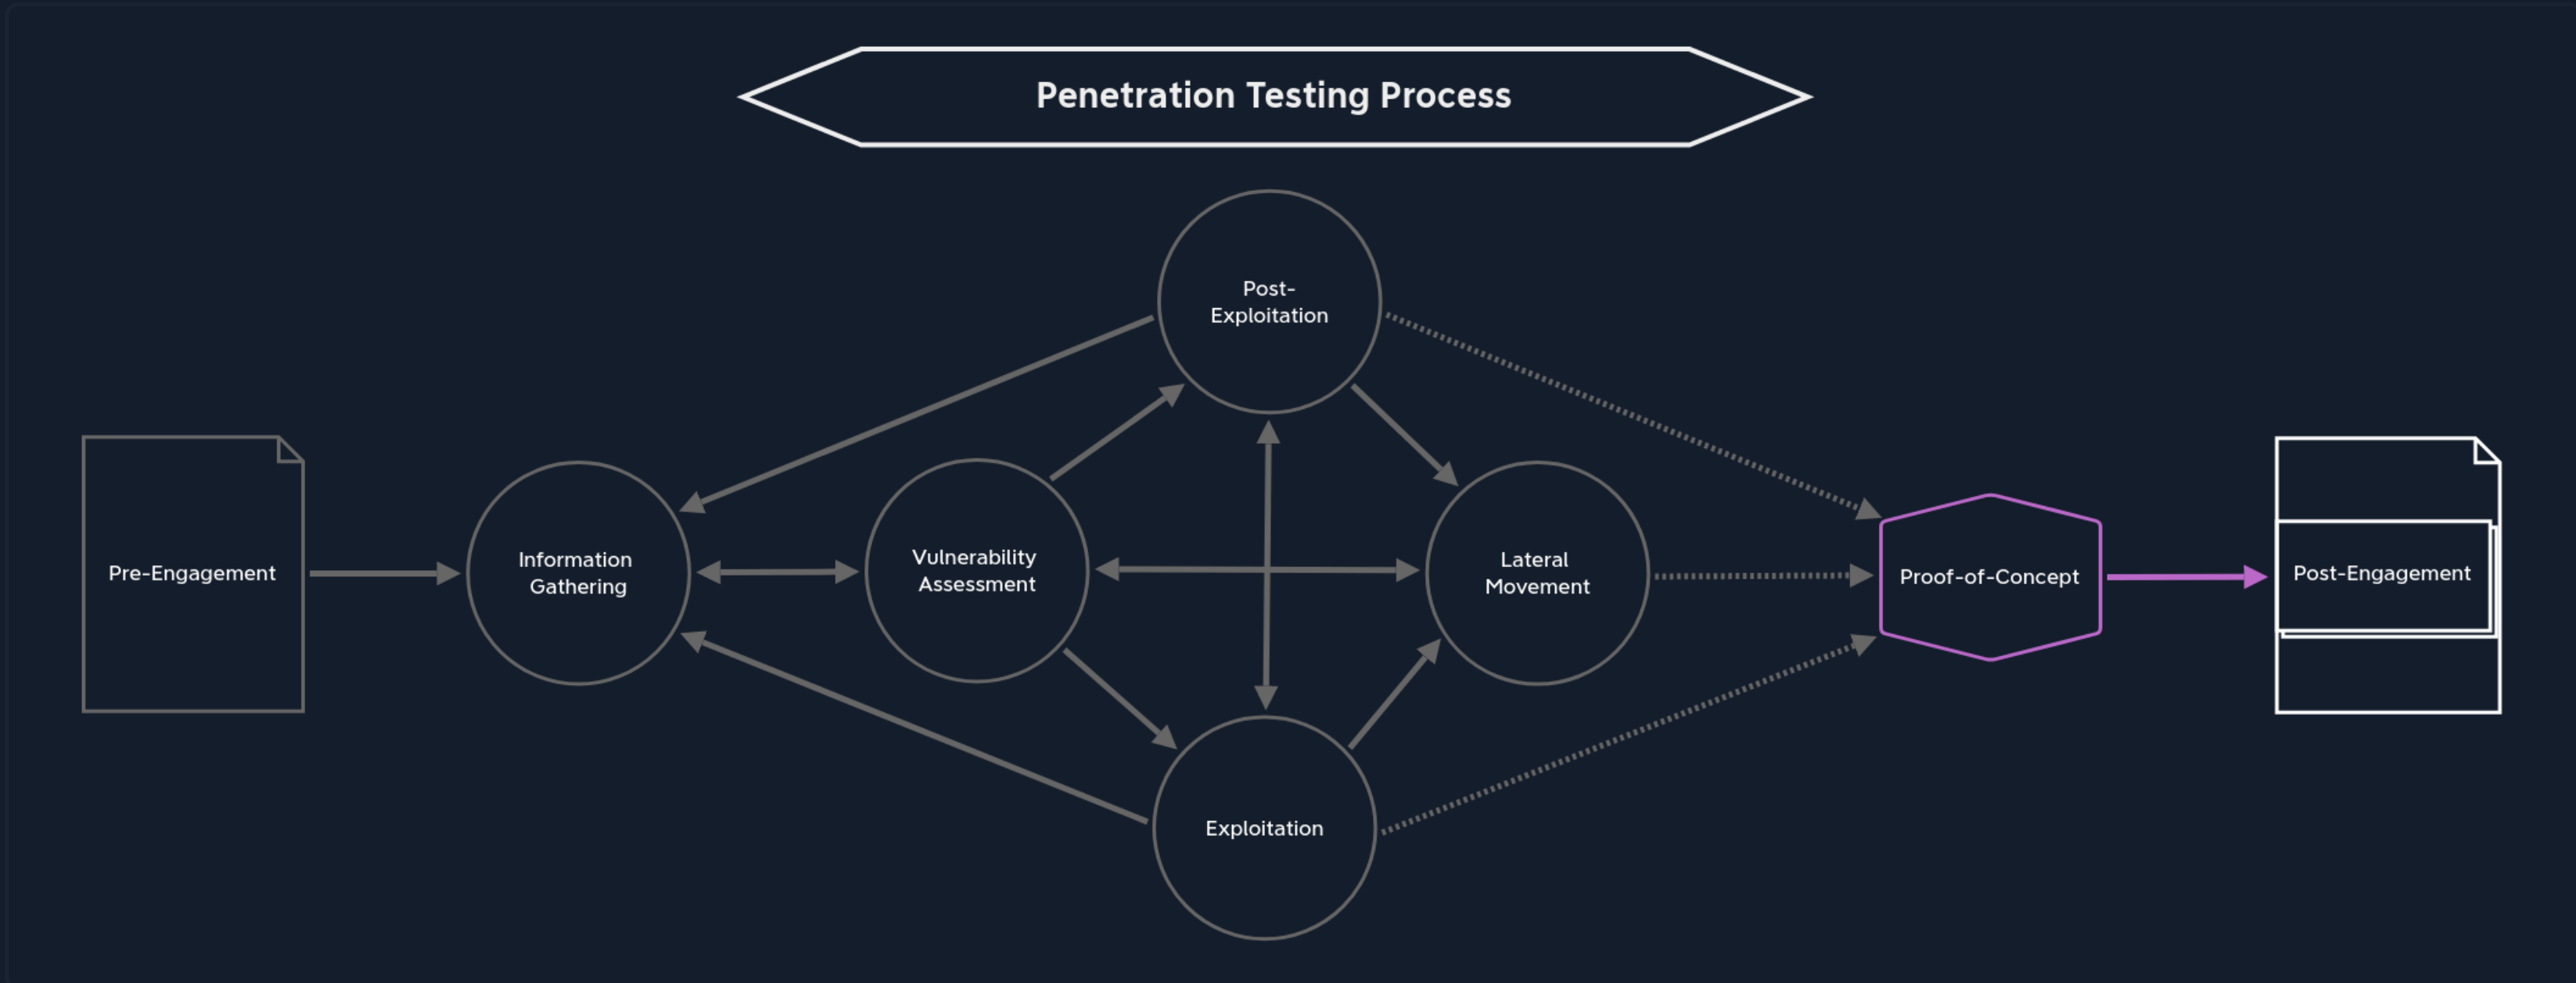 Penetration Testing Process
Post-
Exploitation
Pre-Engagement
Information
Gathering
Vulnerability
Assessment
Lateral
Movement
Proof-of-Concept
Post-Engagement
Exploitation